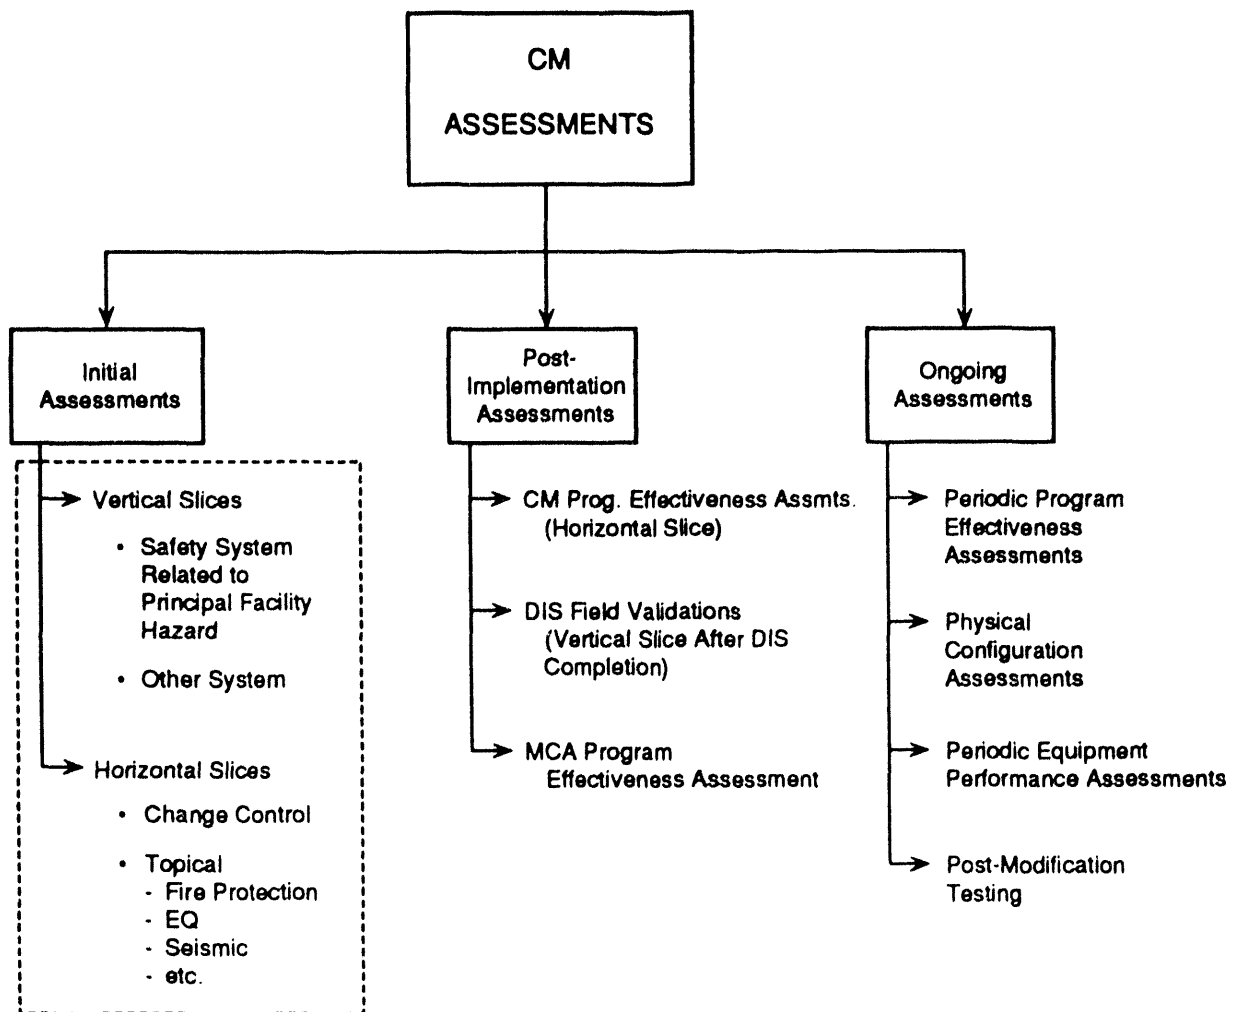 CM
ASSESSMENTS
Initial
Assessments
Vertical Slices
• Safety System
Related to
Principal Facility
Hazard
• Other System
Horizontal Slices
• Change Control
• Topical
- Fire Protection
- EQ
- Seismic
- etc.
Post-
Implementation
Assessments
CM Prog. Effectiveness Assmts.
(Horizontal Slice)
DIS Field Validations
(Vertical Slice After DIS
Completion)
MCA Program
Effectiveness Assessment
Ongoing
Assessments
Periodic Program
Effectiveness
Assessments
Physical
Configuration
Assessments
Periodic Equipment
Performance Assessments
Post-Modification
Testing